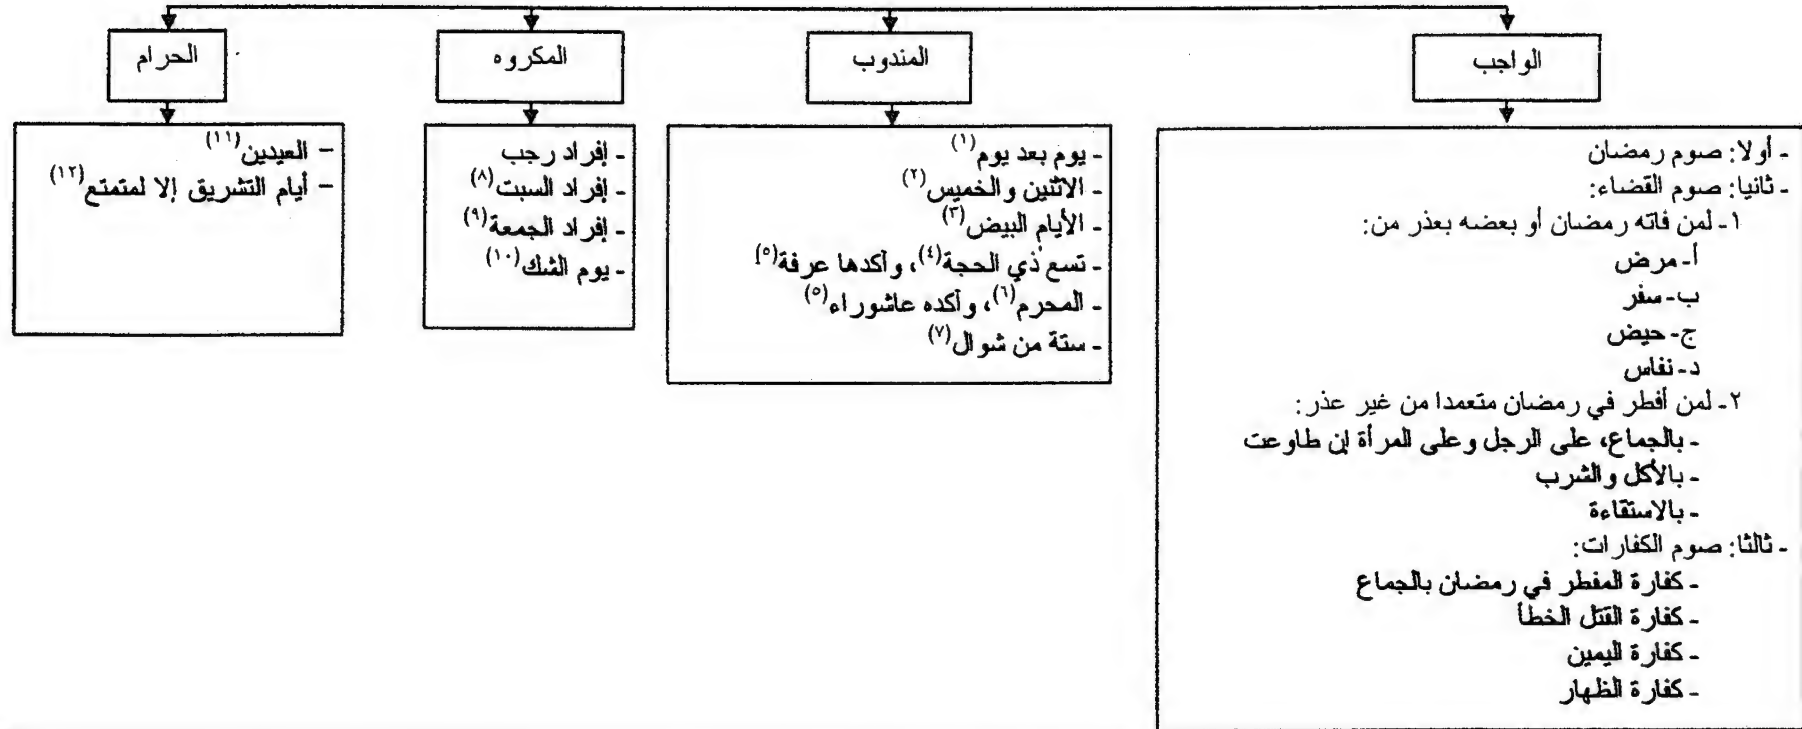 الواجب
- أولا: صوم رمضان
- ثانيا: صوم القضاء:
١- لمن فاته رمضان أو بعضه بعذر من:
أ- مرض
ب- سفر
ج- حيض
د- نفاس
٢- لمن أفطر في رمضان متعمدا من غير عذر:
- بالجماع، على الرجل وعلى المرأة إن طاوعت
- بالأكل والشرب
- بالاستقاءة
- ثالثا: صوم الكفارات:
- كفارة المفطر في رمضان بالجماع
- كفارة القتل الخطأ
- كفارة اليمين
- كفارة الظهار
المندوب
- يوم بعد يوم(١)
- الاثنين والخميس(٢)
- الأيام البيض(٣)
- تسع ذي الحجة(٤)، وآكدها عرفة(٥)
- المحرم(٦)، وآكده عاشوراء(٥)
- ستة من شوال(٧)
المكروه
- إفراد رجب
- إفراد السبت(٨)
- إفراد الجمعة(٩)
- يوم الشك(١٠)
الحرام
- العيدين(١١)
- أيام التشريق إلا لمتمتع(١٢)